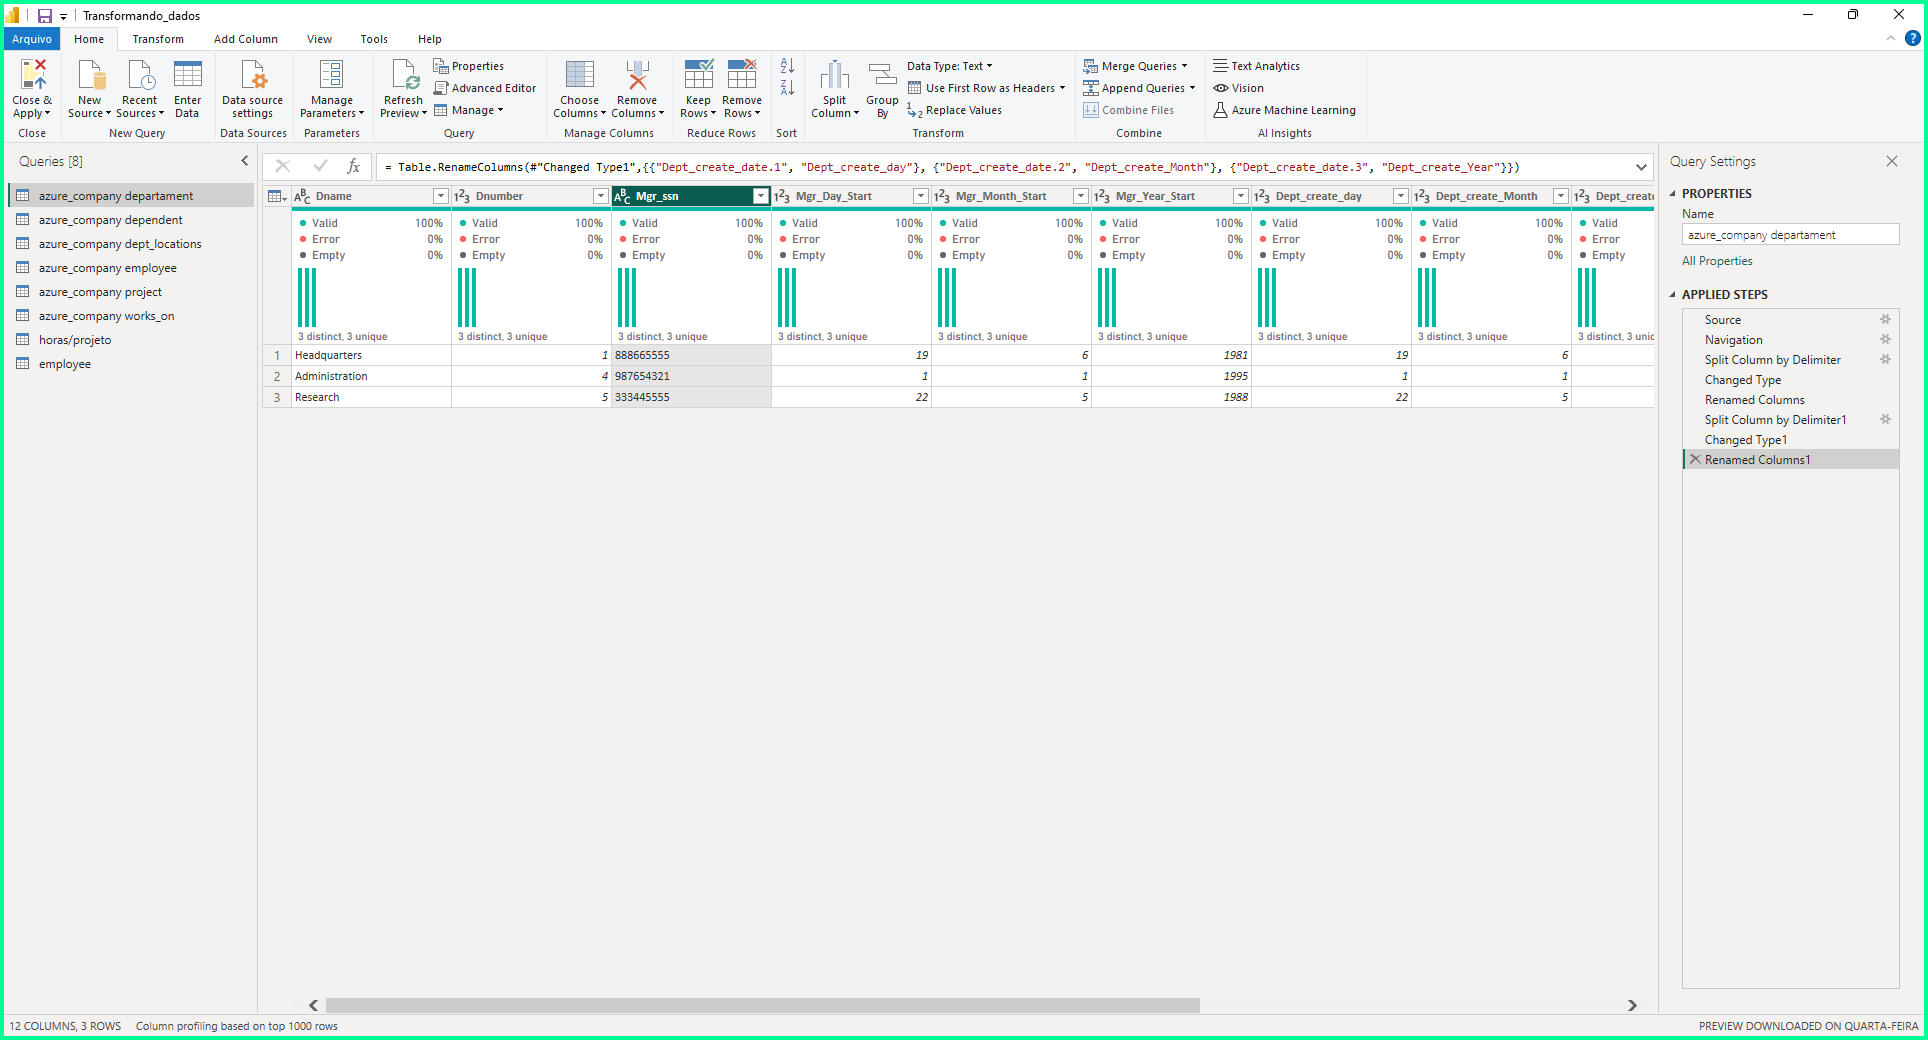 Transformando_dados
Arquivo Home Transform Add Column View Tools Help
Close & Apply
Close
New Source
Recent Sources
Enter Data
New Query
Data source settings
Data Sources
Manage Parameters
Parameters
Refresh Preview
Properties
Advanced Editor
Manage
Query
Choose Columns
Remove Columns
Manage Columns
Keep Rows
Remove Rows
Reduce Rows
Sort
Split Column
Group By
Data Type: Text
Use First Row as Headers
Replace Values
Transform
Merge Queries
Append Queries
Combine Files
Combine
Text Analytics
Vision
Azure Machine Learning
AI Insights
Queries [8]
azure_company departament
azure_company dependent
azure_company dept_locations
azure_company employee
azure_company project
azure_company works_on
horas/projeto
employee
fx
= Table.RenameColumns(#"Changed Type1",{{"Dept_create_date.1", "Dept_create_day"}, {"Dept_create_date.2", "Dept_create_Month"}, {"Dept_create_date.3", "Dept_create_Year"}})
Dname Dnumber Mgr_ssn Mgr_Day_Start Mgr_Month_Start Mgr_Year_Start Dept_create_day Dept_create_Month Dept_creat
Valid 100% Valid 100% Valid 100% Valid 100% Valid 100% Valid 100% Valid 100% Valid 100% Valid
Error 0% Error 0% Error 0% Error 0% Error 0% Error 0% Error 0% Error 0% Error
Empty 0% Empty 0% Empty 0% Empty 0% Empty 0% Empty 0% Empty 0% Empty 0% Empty
3 distinct, 3 unique 3 distinct, 3 unique 3 distinct, 3 unique 3 distinct, 3 unique 3 distinct, 3 unique 3 distinct, 3 unique 3 distinct, 3 unique 3 distinct, 3 unique 3 distinct, 3 uni
1 Headquarters 1 888665555 19 6 1981 19 6
2 Administration 4 987654321 1 1 1995 1 1
3 Research 5 333445555 22 5 1988 22 5
Query Settings
PROPERTIES
Name
azure_company departament
All Properties
APPLIED STEPS
Source
Navigation
Split Column by Delimiter
Changed Type
Renamed Columns
Split Column by Delimiter1
Changed Type1
Renamed Columns1
12 COLUMNS, 3 ROWS Column profiling based on top 1000 rows
PREVIEW DOWNLOADED ON QUARTA-FEIRA